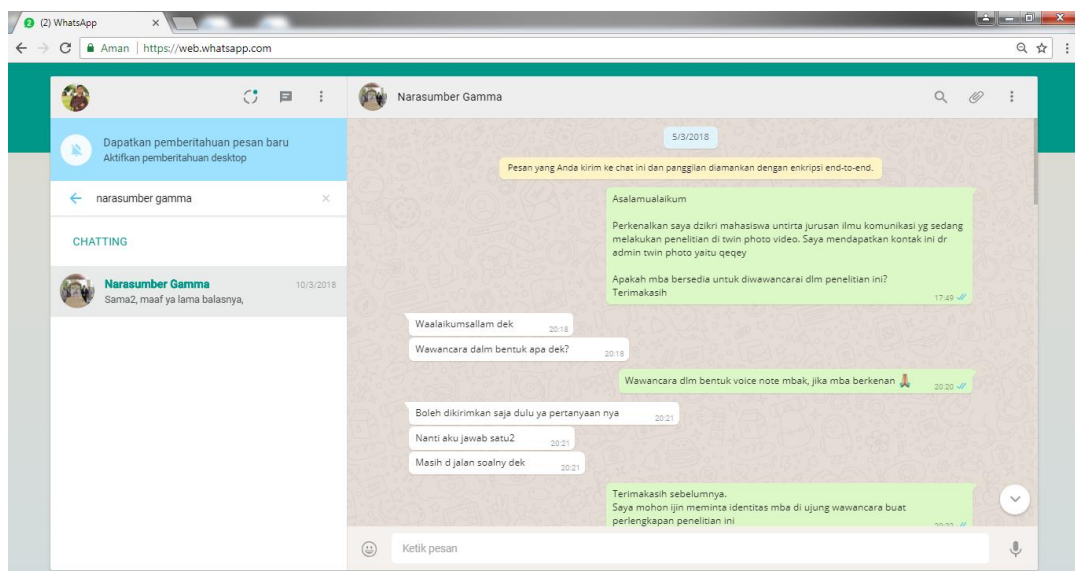 (2) WhatsApp
Aman | https://web.whatsapp.com
Dapatkan pemberitahuan pesan baru
Aktifkan pemberitahuan desktop
narasumber gamma
CHATTING
Narasumber Gamma
10/3/2018
Sama2, maaf ya lama balasnya,
Narasumber Gamma
5/3/2018
Pesan yang Anda kirim ke chat ini dan panggilan diamankan dengan enkripsi end-to-end.
Asalamualaikum
Perkenalkan saya dzikri mahasiswa untirta jurusan ilmu komunikasi yg sedang
melakukan penelitian di twin photo video. Saya mendapatkan kontak ini dr
admin twin photo yaitu qeqey
Apakah mba bersedia untuk diwawancarai dlm penelitian ini?
Terimakasih
17:49
Waalaikumsallam dek
20:18
Wawancara dalm bentuk apa dek?
20:18
Wawancara dlm bentuk voice note mbak, jika mba berkenan 🙏
20:20
Boleh dikirimkan saja dulu ya pertanyaan nya
20:21
Nanti aku jawab satu2
20:21
Masih d jalan soalny dek
20:21
Terimakasih sebelumnya.
Saya mohon ijin meminta identitas mba di ujung wawancara buat
perlengkapan penelitian ini
Ketik pesan